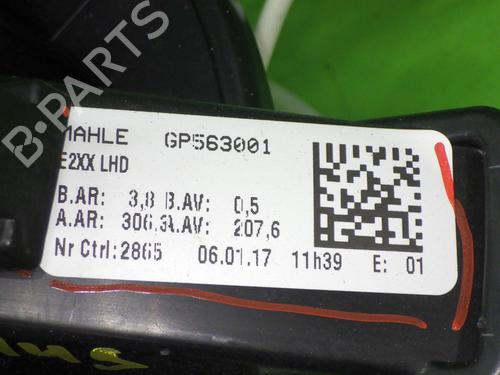 B-PARTS
MAHLE GP563001
E2XX LHD
B.AR: 3,8 B.AV: 0,5
A.AR: 306,3 A.AV: 207,6
Nr Ctrl:2865 06.01.17 11h39 E: 01